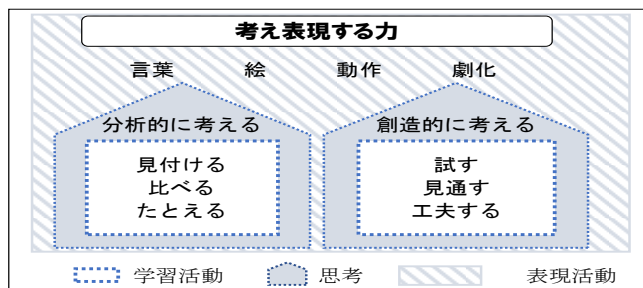 考え表現する力
言葉 絵 動作 劇化
分析的に考える 創造的に考える
見付ける 試す
比べる 見通す
たとえる 工夫する
学習活動 思考 表現活動